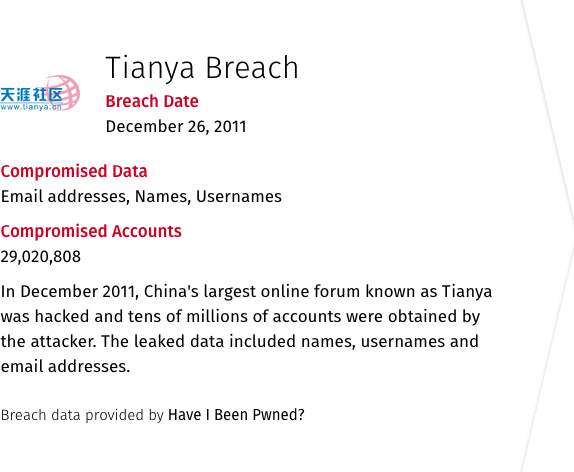 Tianya Breach
天涯社区
www.tianya.cn
Breach Date
December 26, 2011
Compromised Data
Email addresses, Names, Usernames
Compromised Accounts
29,020,808
In December 2011, China's largest online forum known as Tianya
was hacked and tens of millions of accounts were obtained by
the attacker. The leaked data included names, usernames and
email addresses.
Breach data provided by Have I Been Pwned?